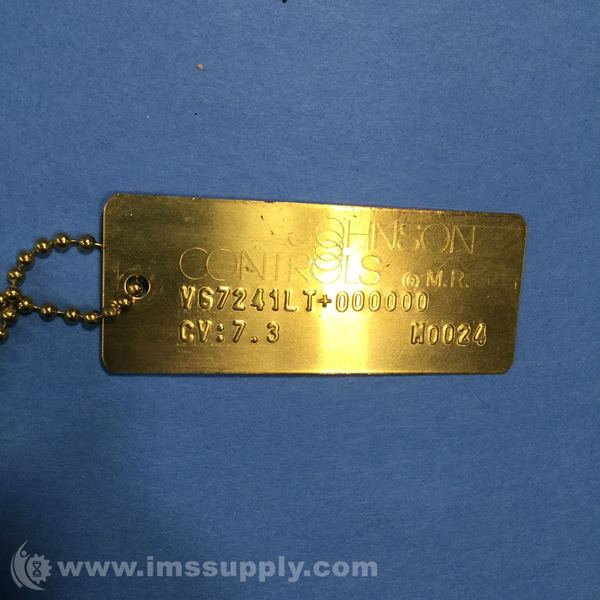 JOHNSON
CONTROLS ® M.R.
VG7241LT+000000
CV:7.3 W0024
www.imssupply.com